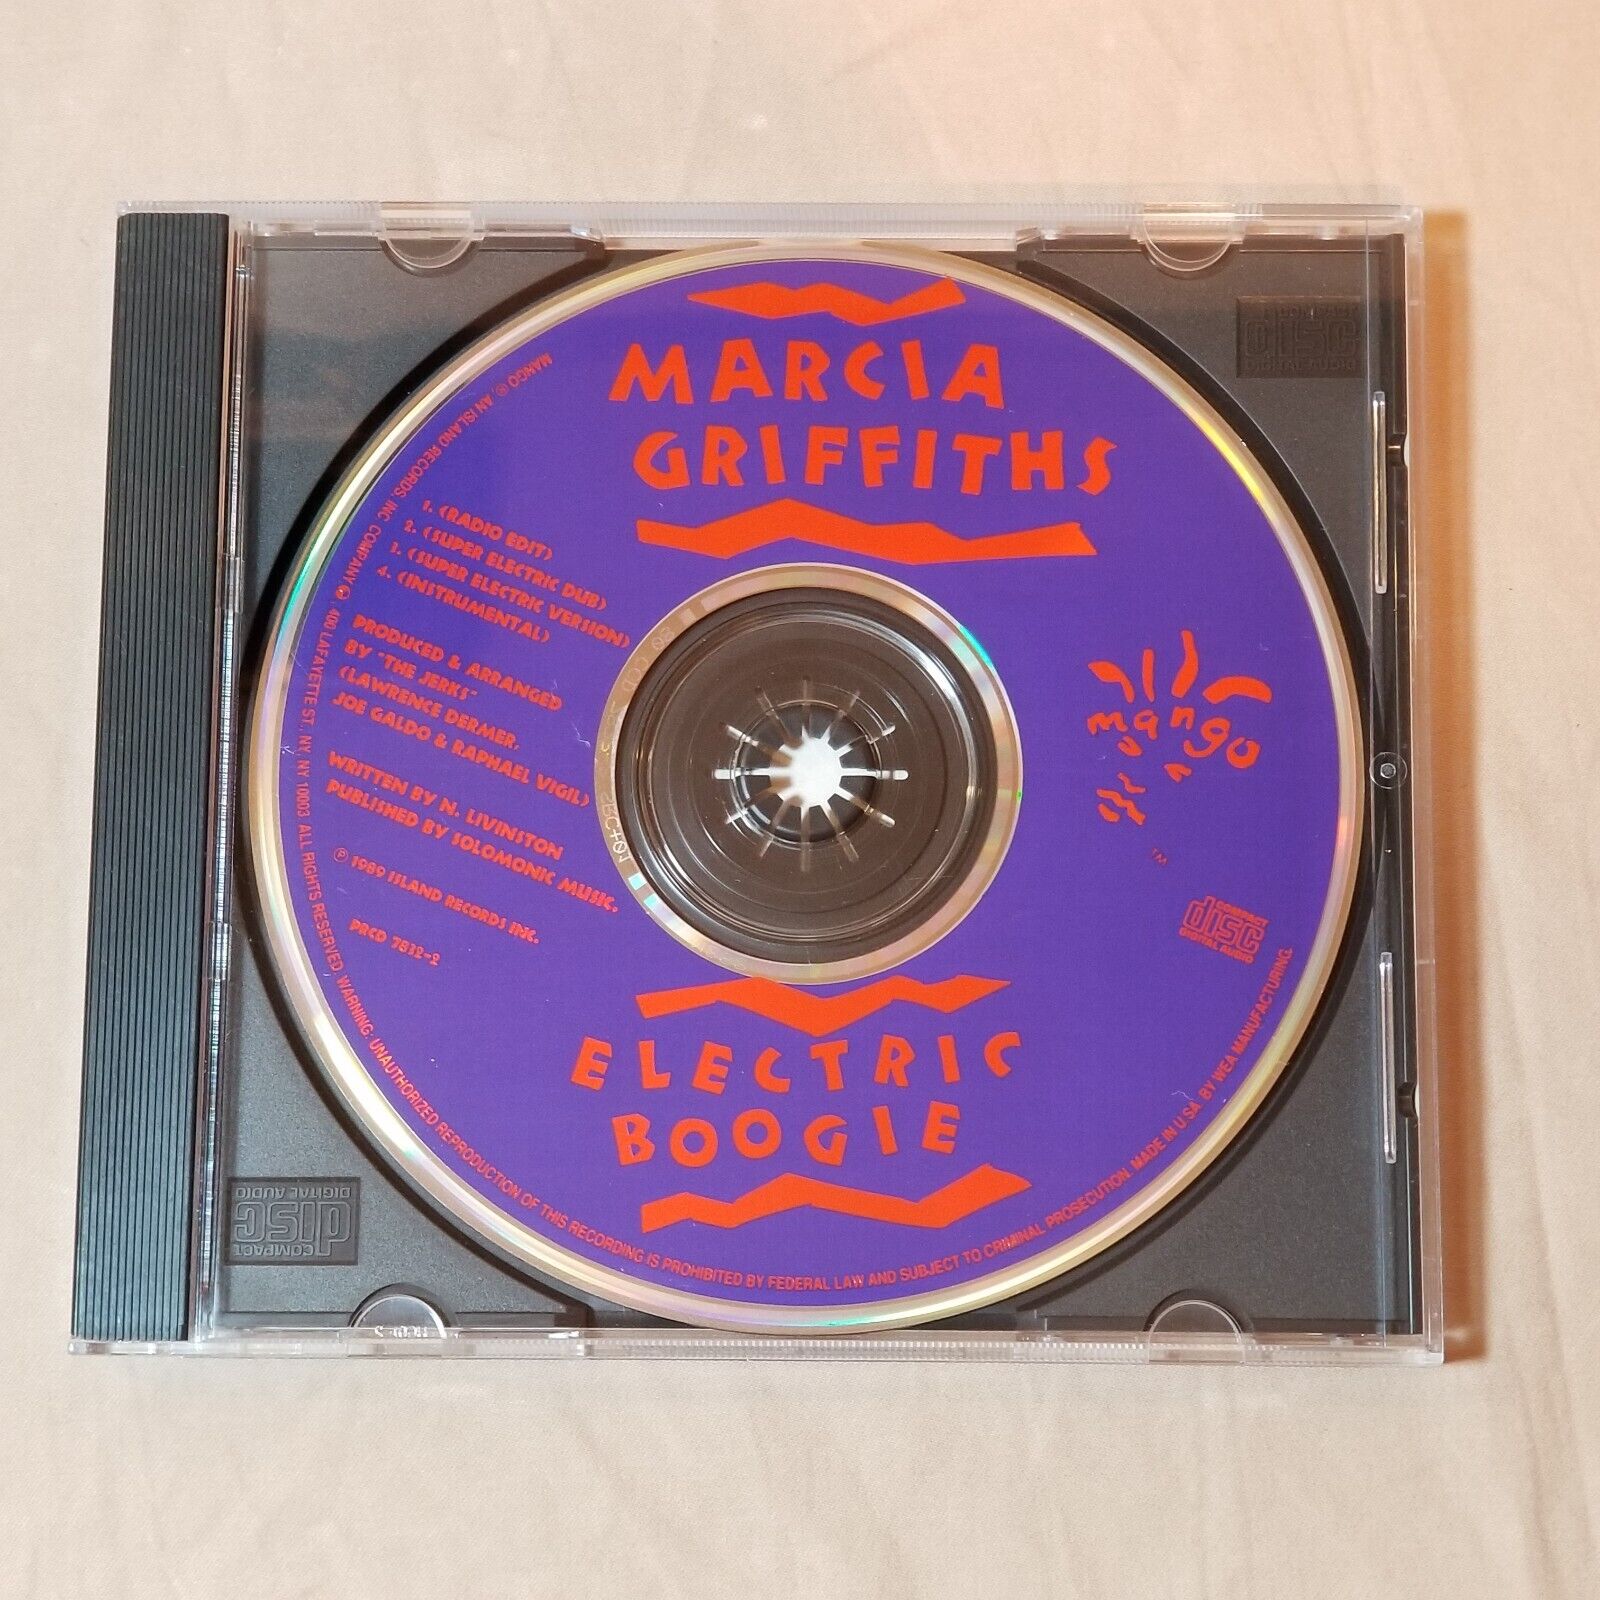 MARCIA
GRIFFITHS
1. (RADIO EDIT)
2. (SUPER ELECTRIC DUB)
3. (SUPER ELECTRIC VERSION)
4. (INSTRUMENTAL)
PRODUCED & ARRANGED
BY "THE JERKS"
(LAWRENCE DERMER,
JOE GALDO & RAPHAEL VIGIL)
WRITTEN BY N. LIVINSTON
PUBLISHED BY SOLOMONIC MUSIC.
℗ 1989 ISLAND RECORDS INC.
PRCD 7832-2
mango
TM
COMPACT
disc
DIGITAL AUDIO
ELECTRIC
BOOGIE
MANGO ®, AN ISLAND RECORDS, INC. COMPANY, 400 LAFAYETTE ST., NY, NY 10003. ALL RIGHTS RESERVED. WARNING: UNAUTHORIZED REPRODUCTION OF THIS RECORDING IS PROHIBITED BY FEDERAL LAW AND SUBJECT TO CRIMINAL PROSECUTION. MADE IN U.S.A. BY WEA MANUFACTURING.
COMPACT
disc
DIGITAL AUDIO
COMPACT
disc
DIGITAL AUDIO